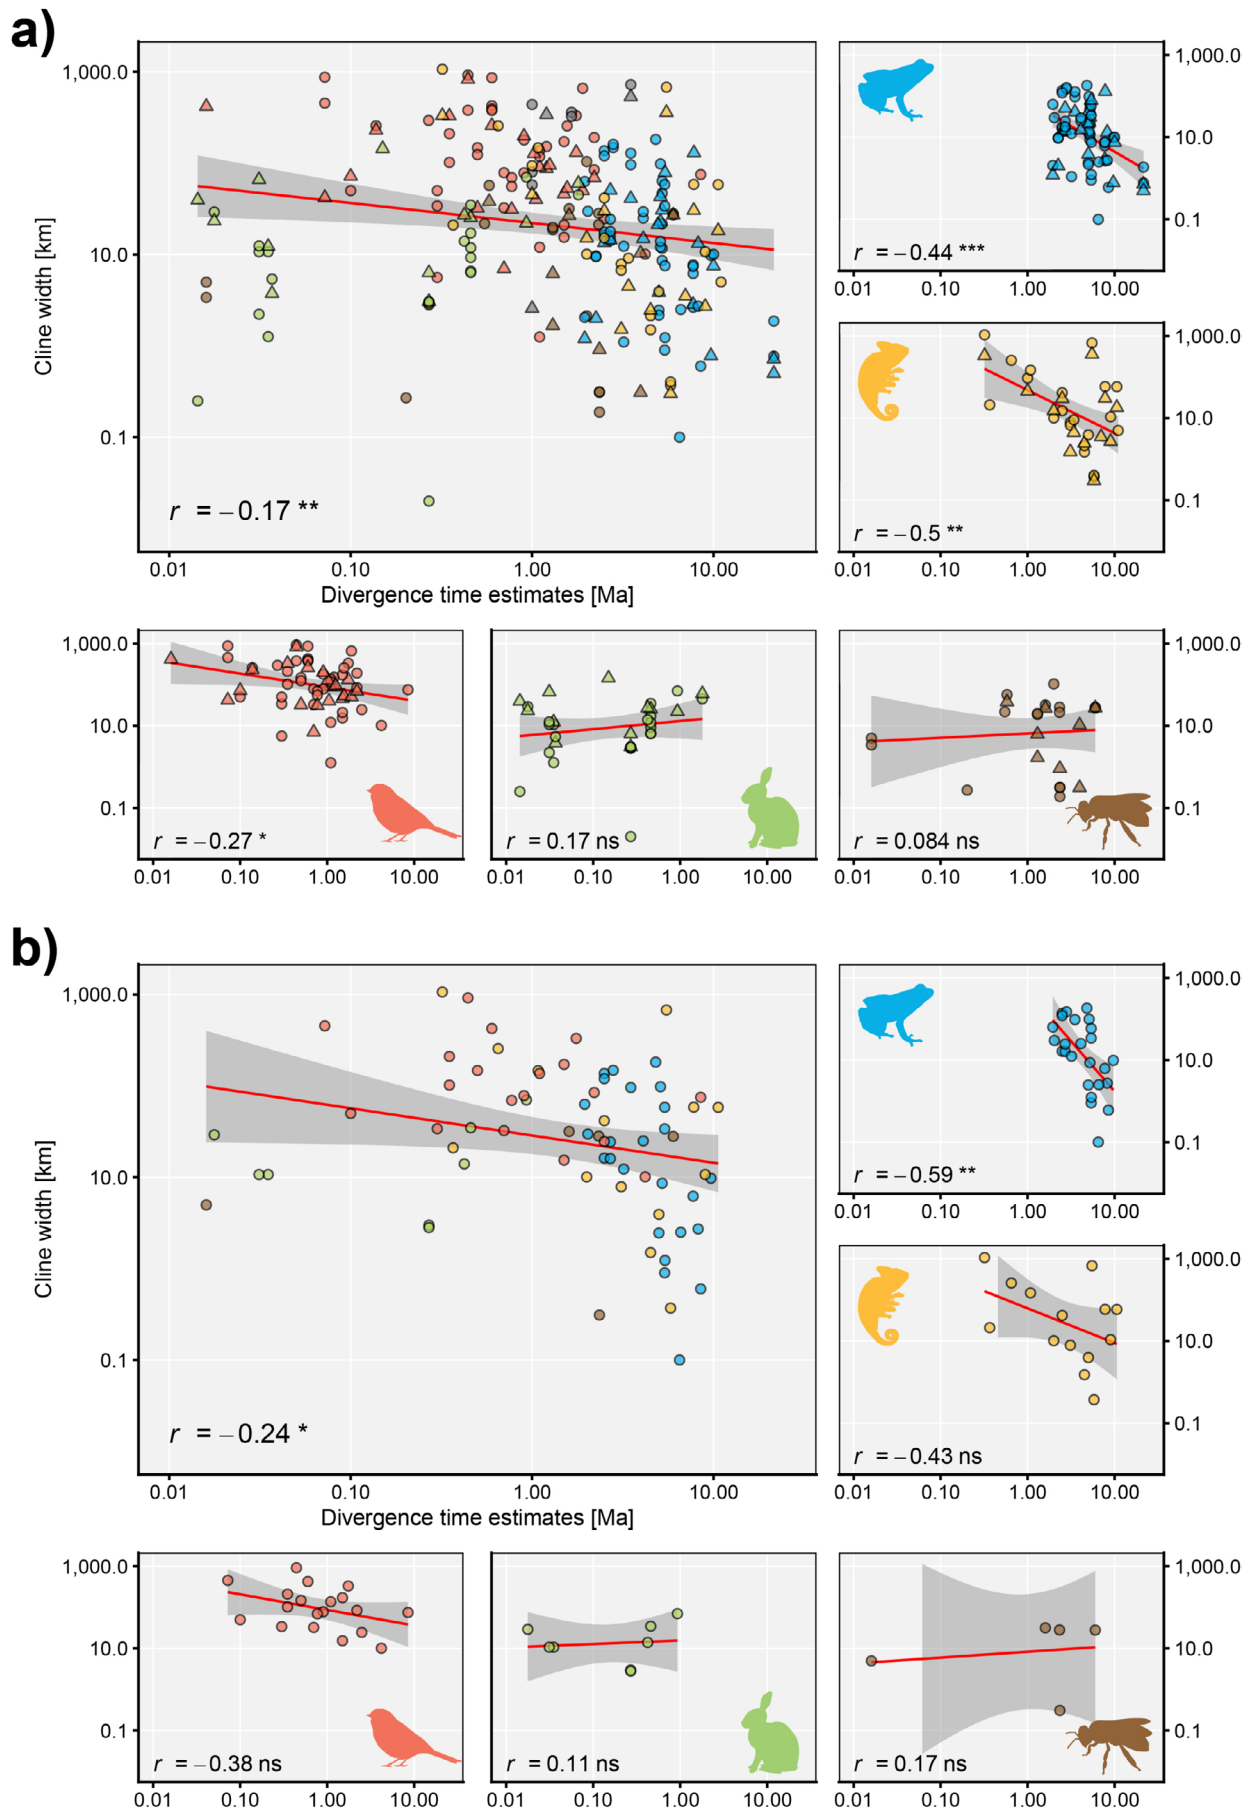 a)
1,000.0
10.0
0.1
Cline width [km]
r = −0.17 **
0.01 0.10 1.00 10.00
Divergence time estimates [Ma]
1,000.0
10.0
0.1
r = −0.44 ***
0.01 0.10 1.00 10.00
1,000.0
10.0
0.1
r = −0.5 **
0.01 0.10 1.00 10.00
1,000.0
10.0
0.1
r = −0.27 *
0.01 0.10 1.00 10.00
r = 0.17 ns
0.01 0.10 1.00 10.00
1,000.0
10.0
0.1
r = 0.084 ns
0.01 0.10 1.00 10.00
b)
1,000.0
10.0
0.1
Cline width [km]
r = −0.24 *
0.01 0.10 1.00 10.00
Divergence time estimates [Ma]
1,000.0
10.0
0.1
r = −0.59 **
0.01 0.10 1.00 10.00
1,000.0
10.0
0.1
r = −0.43 ns
0.01 0.10 1.00 10.00
1,000.0
10.0
0.1
r = −0.38 ns
0.01 0.10 1.00 10.00
r = 0.11 ns
0.01 0.10 1.00 10.00
1,000.0
10.0
0.1
r = 0.17 ns
0.01 0.10 1.00 10.00